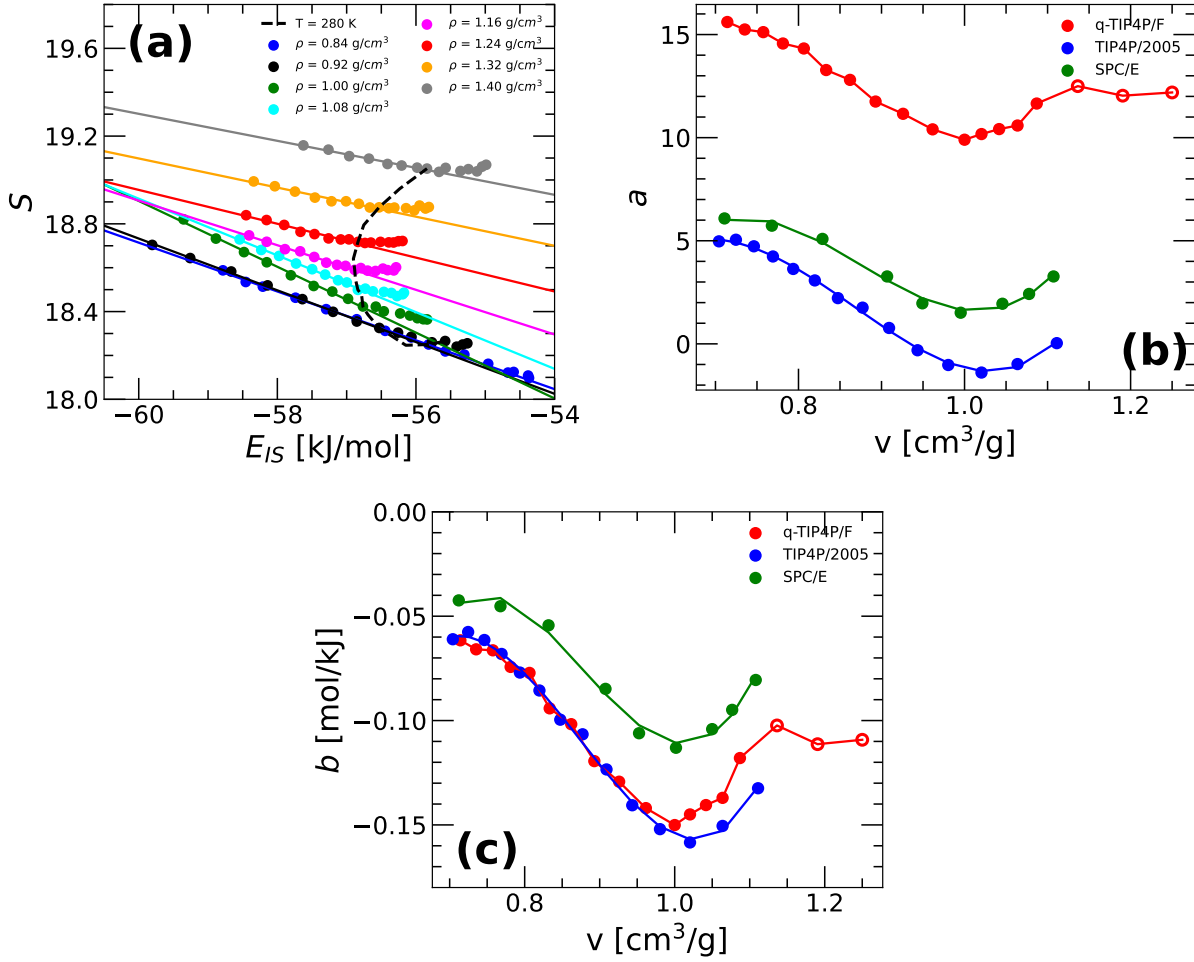 (a)
T = 280 K
ρ = 0.84 g/cm³
ρ = 0.92 g/cm³
ρ = 1.00 g/cm³
ρ = 1.08 g/cm³
ρ = 1.16 g/cm³
ρ = 1.24 g/cm³
ρ = 1.32 g/cm³
ρ = 1.40 g/cm³
19.6
19.2
18.8
18.4
18.0
S
−60
−58
−56
−54
E_IS [kJ/mol]
q-TIP4P/F
TIP4P/2005
SPC/E
15
10
5
0
a
(b)
0.8
1.0
1.2
v [cm³/g]
0.00
−0.05
−0.10
−0.15
b [mol/kJ]
q-TIP4P/F
TIP4P/2005
SPC/E
(c)
0.8
1.0
1.2
v [cm³/g]